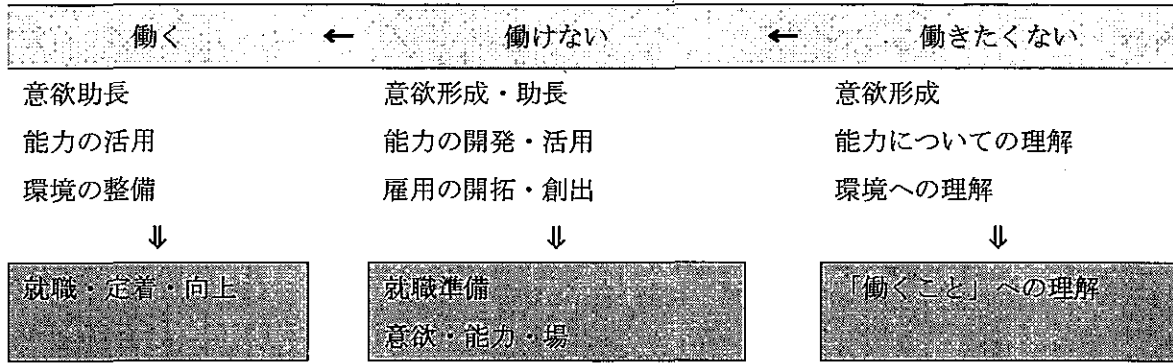 働く ← 働けない ← 働きたくない
意欲助長 意欲形成・助長 意欲形成
能力の活用 能力の開発・活用 能力についての理解
環境の整備 雇用の開拓・創出 環境への理解
⇓ ⇓ ⇓
就職・定着・向上 就職準備 「働くこと」への理解
意欲・能力・場